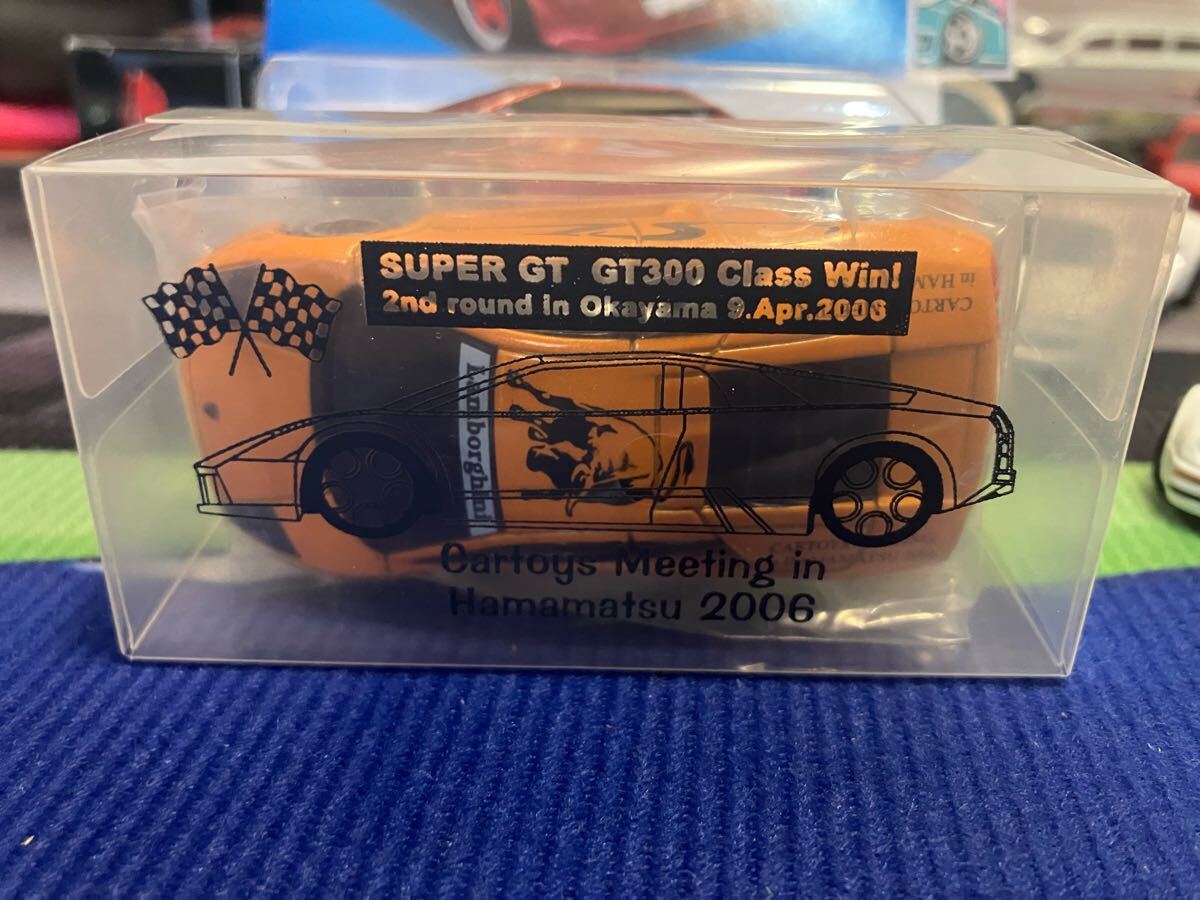 SUPER GT GT300 Class Win!
2nd round in Okayama 9.Apr.2006
Lamborghini
Cartoys Meeting in
Hamamatsu 2006